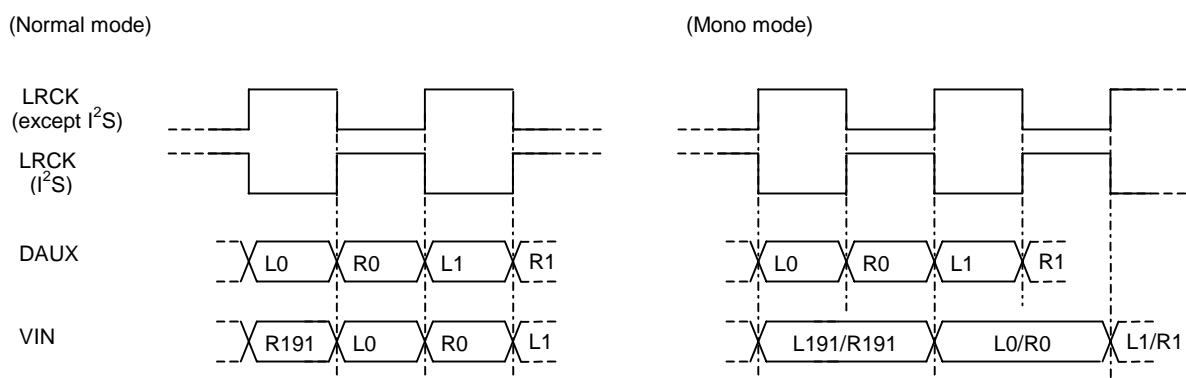 (Normal mode)
(Mono mode)
LRCK
(except I²S)
LRCK
(I²S)
DAUX
L0 R0 L1 R1
L0 R0 L1 R1
VIN
R191 L0 R0 L1
L191/R191 L0/R0 L1/R1